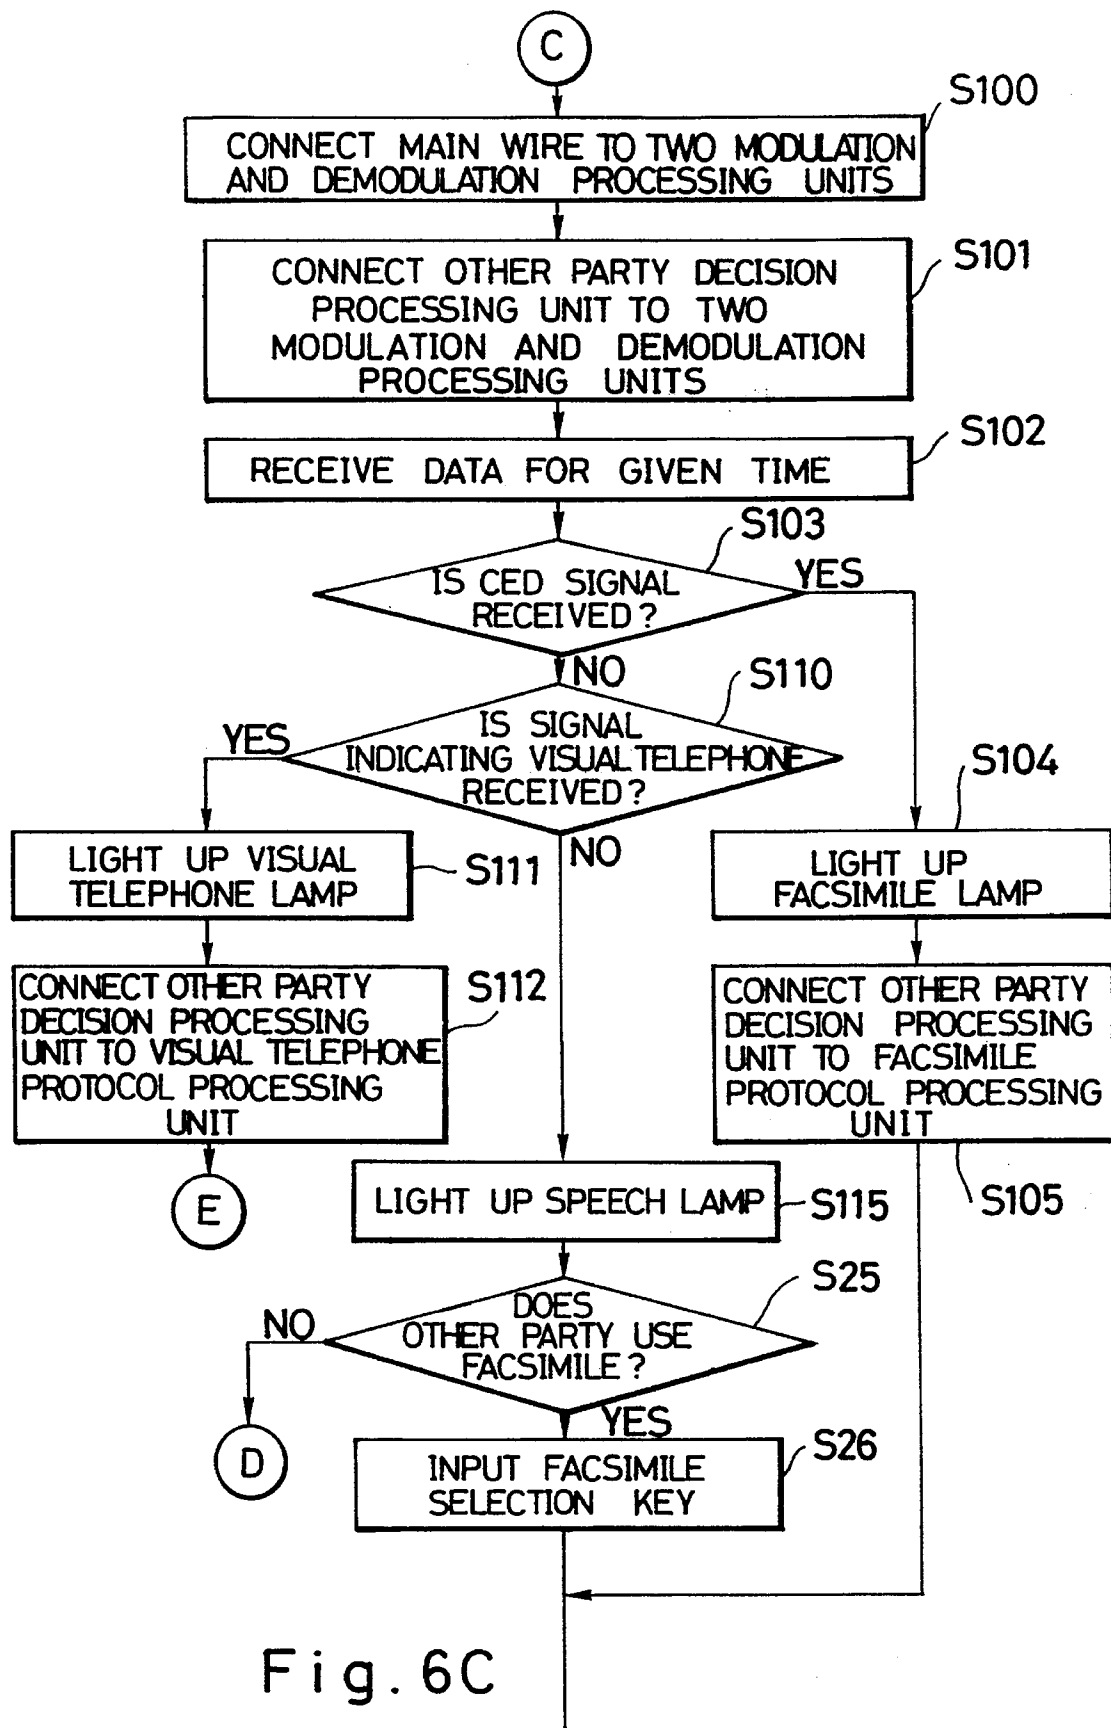 C
S100
CONNECT MAIN WIRE TO TWO MODULATION
AND DEMODULATION PROCESSING UNITS
S101
CONNECT OTHER PARTY DECISION
PROCESSING UNIT TO TWO
MODULATION AND DEMODULATION
PROCESSING UNITS
S102
RECEIVE DATA FOR GIVEN TIME
S103
IS CED SIGNAL
RECEIVED?
YES
NO
S110
IS SIGNAL
INDICATING VISUAL TELEPHONE
RECEIVED?
YES
NO
S104
LIGHT UP
FACSIMILE LAMP
LIGHT UP VISUAL
TELEPHONE LAMP
S111
CONNECT OTHER PARTY
DECISION PROCESSING
UNIT TO VISUAL TELEPHONE
PROTOCOL PROCESSING
UNIT
S112
CONNECT OTHER PARTY
DECISION PROCESSING
UNIT TO FACSIMILE
PROTOCOL PROCESSING
UNIT
S105
E
LIGHT UP SPEECH LAMP
S115
S25
DOES
OTHER PARTY USE
FACSIMILE?
NO
YES
D
S26
INPUT FACSIMILE
SELECTION KEY
Fig. 6C